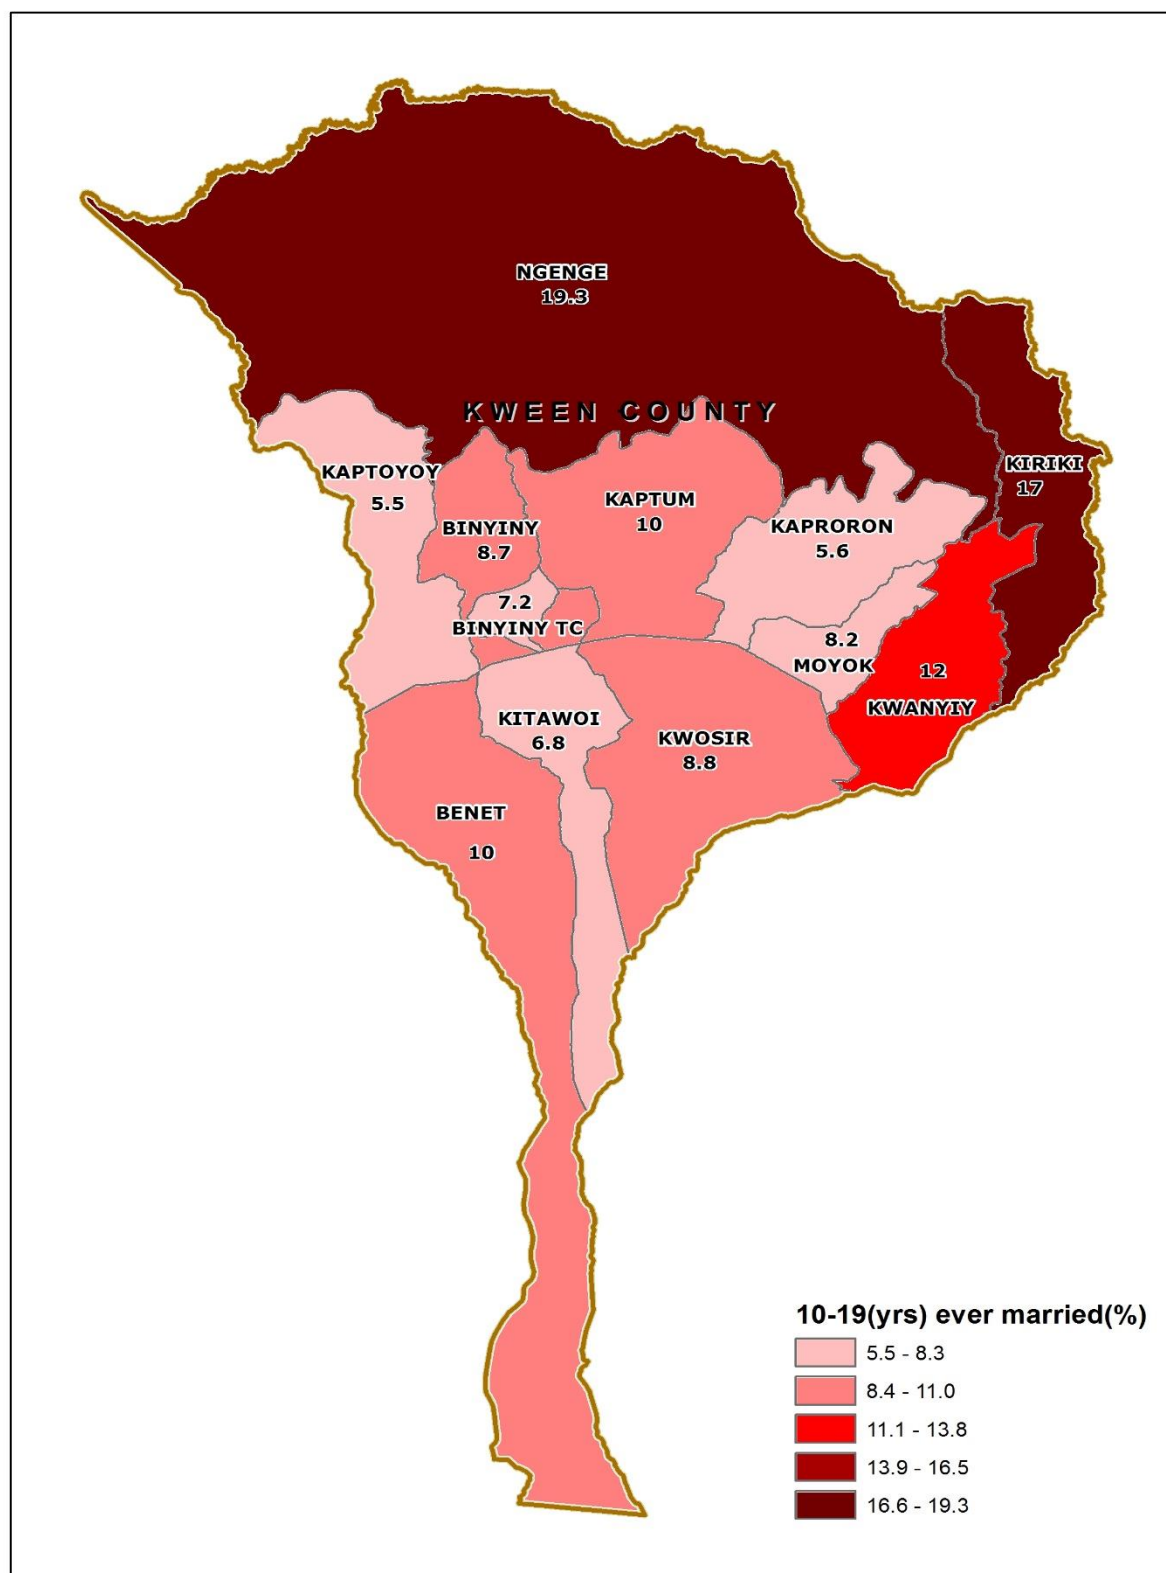 NGENGE
19.3
KWEEN COUNTY
KAPTOYOY
5.5
BINYINY
8.7
KAPTUM
10
KAPRORON
5.6
KIRIKI
17
7.2
BINYINY TC
8.2
MOYOK
12
KWANYIY
KITAWOI
6.8
KWOSIR
8.8
BENET
10
10-19(yrs) ever married(%)
5.5 - 8.3
8.4 - 11.0
11.1 - 13.8
13.9 - 16.5
16.6 - 19.3